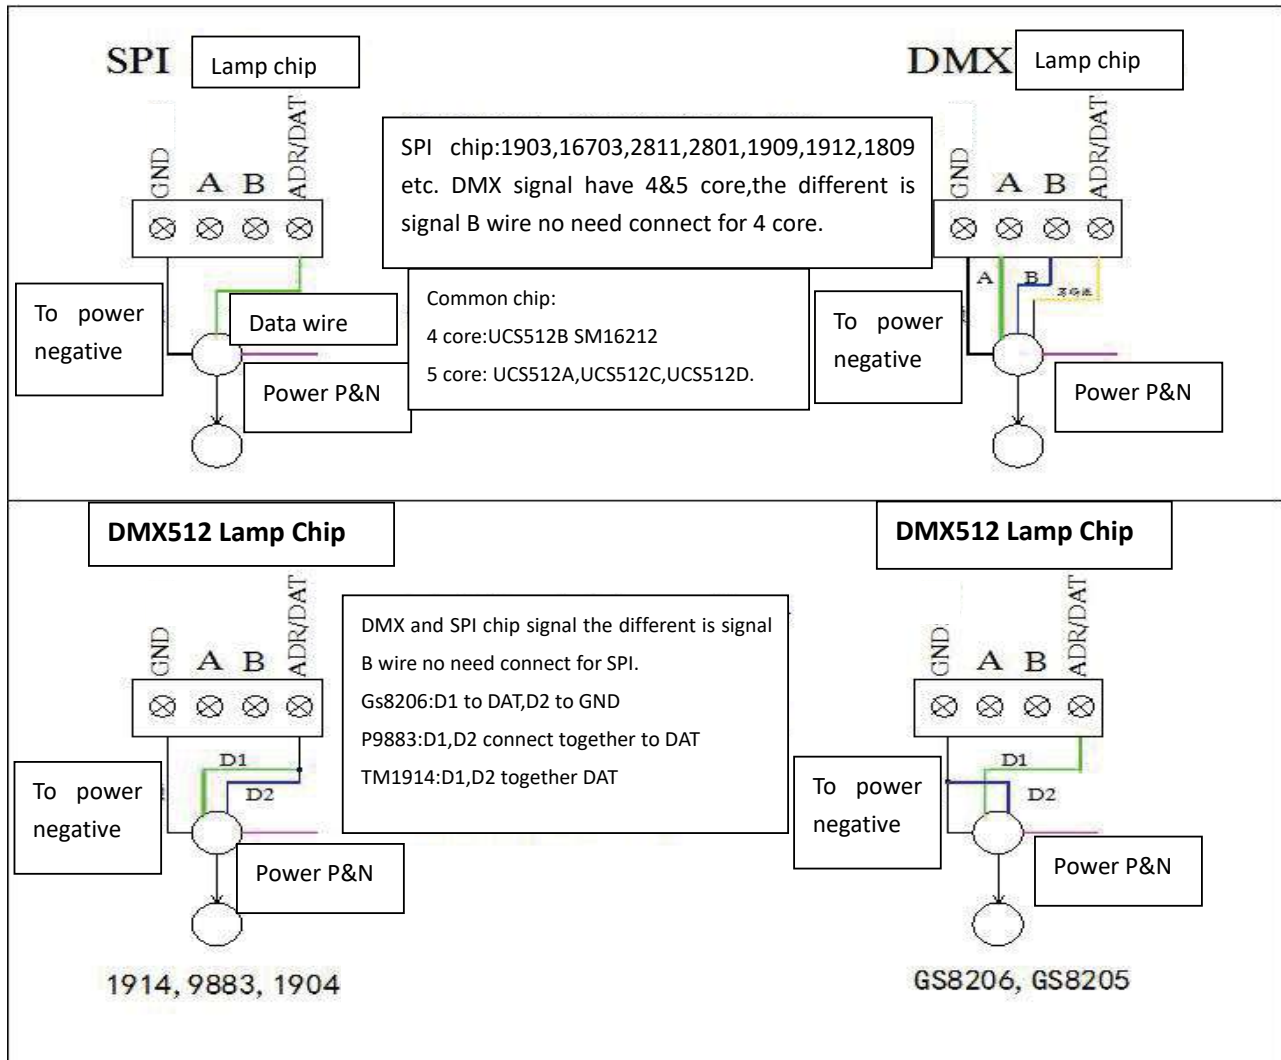 SPI
Lamp chip
DMX
Lamp chip
GND
A
B
ADR/DAT
SPI chip:1903,16703,2811,2801,1909,1912,1809
etc. DMX signal have 4&5 core,the different is
signal B wire no need connect for 4 core.
GND
A
B
ADR/DAT
To power
negative
Data wire
Power P&N
Common chip:
4 core:UCS512B SM16212
5 core: UCS512A,UCS512C,UCS512D.
To power
negative
A
B
Power P&N
DMX512 Lamp Chip
DMX512 Lamp Chip
GND
A
B
ADR/DAT
DMX and SPI chip signal the different is signal
B wire no need connect for SPI.
Gs8206:D1 to DAT,D2 to GND
P9883:D1,D2 connect together to DAT
TM1914:D1,D2 together DAT
GND
A
B
ADR/DAT
To power
negative
D1
D2
Power P&N
To power
negative
D1
D2
Power P&N
1914, 9883, 1904
GS8206, GS8205